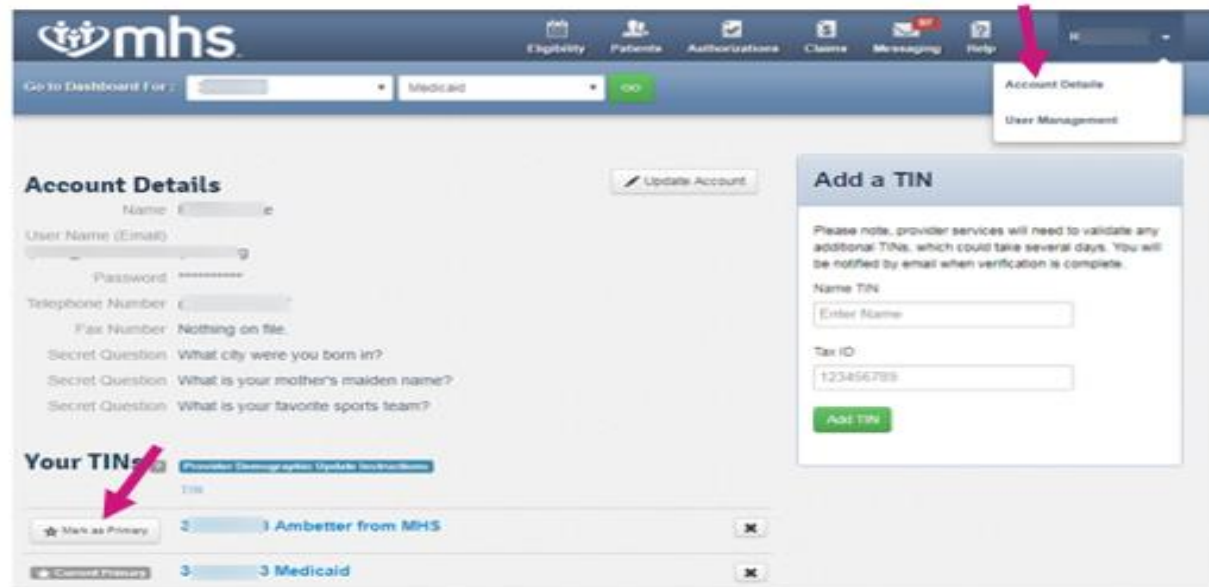 mhs
Eligibility Patients Authorizations Claims Messaging Help
Go to Dashboard For : Medicaid GO
Account Details
User Management
Account Details
Update Account
Name
User Name (Email)
Password ***********
Telephone Number
Fax Number Nothing on file.
Secret Question What city were you born in?
Secret Question What is your mother's maiden name?
Secret Question What is your favorite sports team?
Your TINs Provider Demographic Update Instructions
TIN
Mark as Primary Ambetter from MHS
Current Primary 3 Medicaid
Add a TIN
Please note, provider services will need to validate any
additional TINs, which could take several days. You will
be notified by email when verification is complete.
Name TIN
Enter Name
Tax ID
123456789
Add TIN